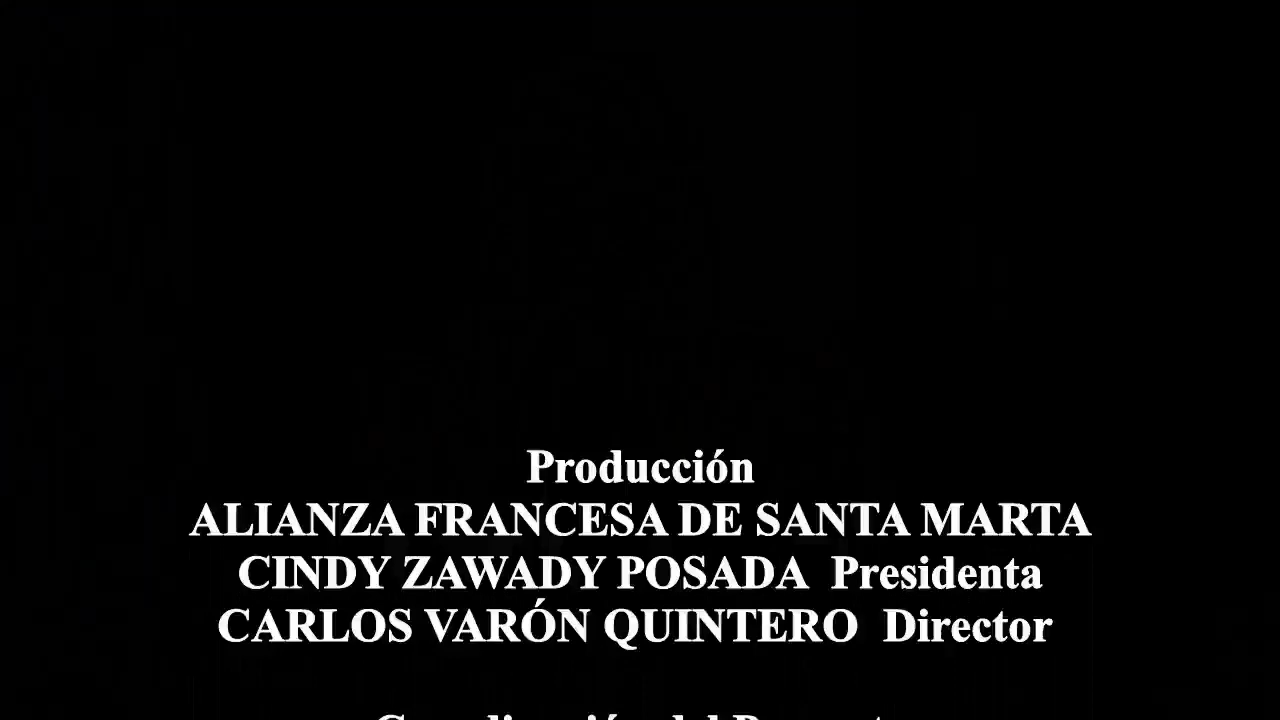 Producción
ALIANZA FRANCESA DE SANTA MARTA
CINDY ZAWADY POSADA Presidenta
CARLOS VARÓN QUINTERO Director